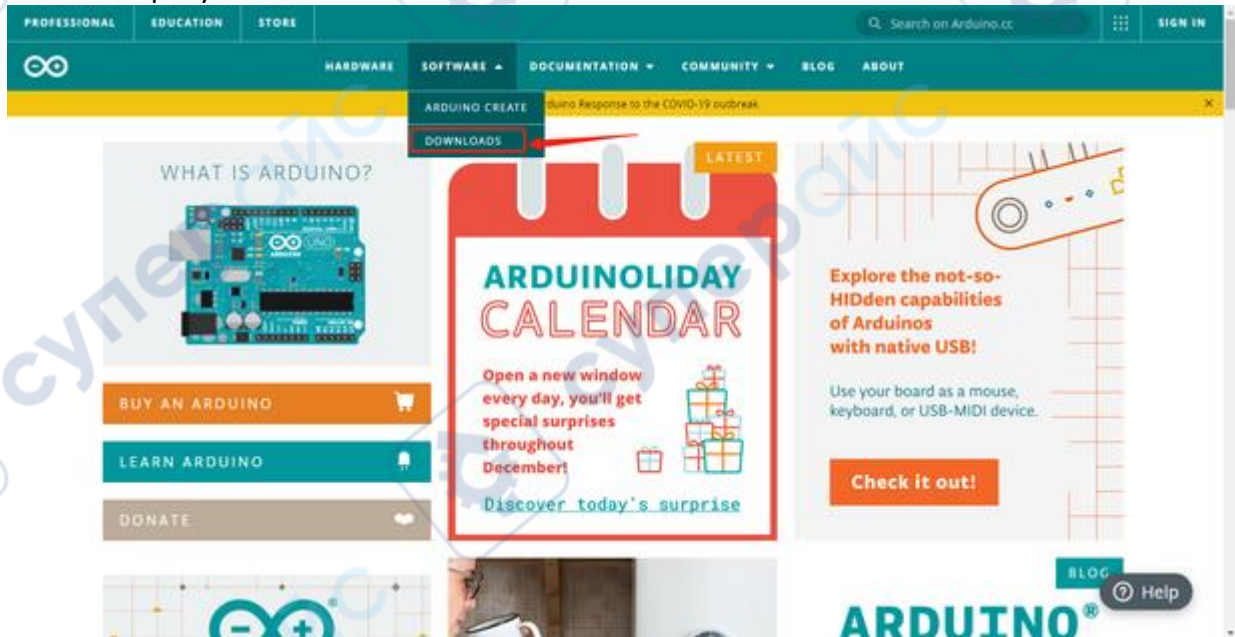 PROFESSIONAL EDUCATION STORE Search on Arduino.cc SIGN IN
HARDWARE SOFTWARE DOCUMENTATION COMMUNITY BLOG ABOUT
ARDUINO CREATE
duino Response to the COVID-19 outbreak
DOWNLOADS
WHAT IS ARDUINO?
UNO
BUY AN ARDUINO
LEARN ARDUINO
DONATE
LATEST
ARDUINOLIDAY
CALENDAR
Open a new window
every day, you'll get
special surprises
throughout
December!
Discover today's surprise
Explore the not-so-
HIDden capabilities
of Arduinos
with native USB!
Use your board as a mouse,
keyboard, or USB-MIDI device.
Check it out!
BLOG
Help
ARDUINO®
супердайс
супердайс